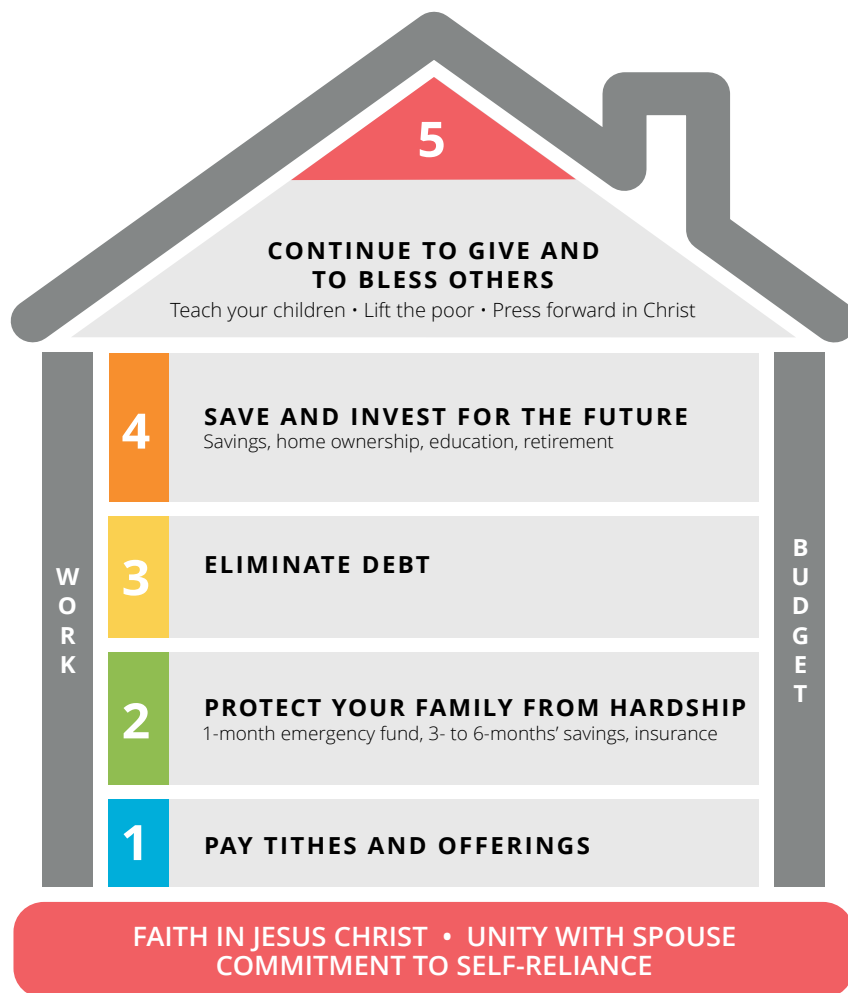 5
CONTINUE TO GIVE AND
TO BLESS OTHERS
Teach your children • Lift the poor • Press forward in Christ
4
SAVE AND INVEST FOR THE FUTURE
Savings, home ownership, education, retirement
3
ELIMINATE DEBT
2
PROTECT YOUR FAMILY FROM HARDSHIP
1-month emergency fund, 3- to 6-months’ savings, insurance
1
PAY TITHES AND OFFERINGS
WORK
BUDGET
FAITH IN JESUS CHRIST • UNITY WITH SPOUSE
COMMITMENT TO SELF-RELIANCE